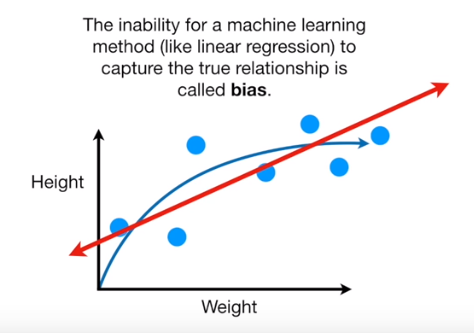 The inability for a machine learning
method (like linear regression) to
capture the true relationship is
called bias.
Height
Weight